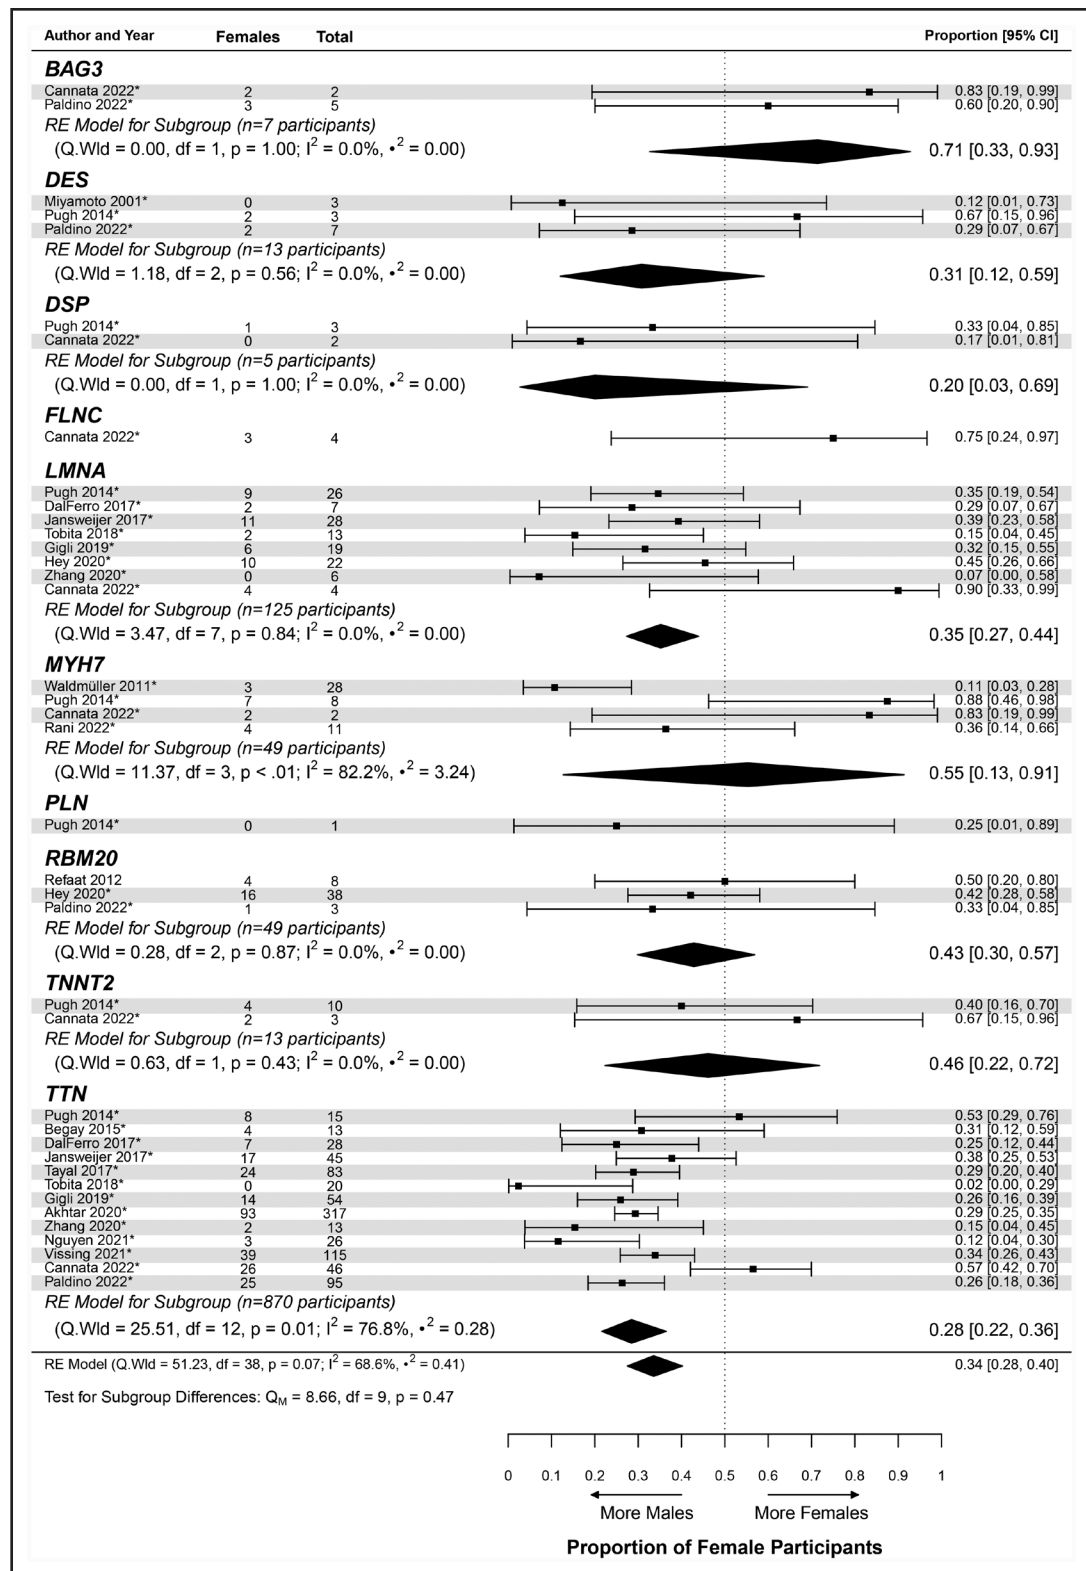 Author and Year Females Total Proportion [95% CI]
BAG3
Cannata 2022* 2 2 0.83 [0.19, 0.99]
Paldino 2022* 3 5 0.60 [0.20, 0.90]
RE Model for Subgroup (n=7 participants)
(Q.Wld = 0.00, df = 1, p = 1.00; I² = 0.0%, •² = 0.00) 0.71 [0.33, 0.93]
DES
Miyamoto 2001* 0 3 0.12 [0.01, 0.73]
Pugh 2014* 2 3 0.67 [0.15, 0.96]
Paldino 2022* 2 7 0.29 [0.07, 0.67]
RE Model for Subgroup (n=13 participants)
(Q.Wld = 1.18, df = 2, p = 0.56; I² = 0.0%, •² = 0.00) 0.31 [0.12, 0.59]
DSP
Pugh 2014* 1 3 0.33 [0.04, 0.85]
Cannata 2022* 0 2 0.17 [0.01, 0.81]
RE Model for Subgroup (n=5 participants)
(Q.Wld = 0.00, df = 1, p = 1.00; I² = 0.0%, •² = 0.00) 0.20 [0.03, 0.69]
FLNC
Cannata 2022* 3 4 0.75 [0.24, 0.97]
LMNA
Pugh 2014* 9 26 0.35 [0.19, 0.54]
DalFerro 2017* 2 7 0.29 [0.07, 0.67]
Jansweijer 2017* 11 28 0.39 [0.23, 0.58]
Tobita 2018* 2 13 0.15 [0.04, 0.45]
Gigli 2019* 6 19 0.32 [0.15, 0.55]
Hey 2020* 10 22 0.45 [0.26, 0.66]
Zhang 2020* 0 6 0.07 [0.00, 0.58]
Cannata 2022* 4 4 0.90 [0.33, 0.99]
RE Model for Subgroup (n=125 participants)
(Q.Wld = 3.47, df = 7, p = 0.84; I² = 0.0%, •² = 0.00) 0.35 [0.27, 0.44]
MYH7
Waldmüller 2011* 3 28 0.11 [0.03, 0.28]
Pugh 2014* 7 8 0.88 [0.46, 0.98]
Cannata 2022* 2 2 0.83 [0.19, 0.99]
Rani 2022* 4 11 0.36 [0.14, 0.66]
RE Model for Subgroup (n=49 participants)
(Q.Wld = 11.37, df = 3, p < .01; I² = 82.2%, •² = 3.24) 0.55 [0.13, 0.91]
PLN
Pugh 2014* 0 1 0.25 [0.01, 0.89]
RBM20
Refaat 2012 4 8 0.50 [0.20, 0.80]
Hey 2020* 16 38 0.42 [0.28, 0.58]
Paldino 2022* 1 3 0.33 [0.04, 0.85]
RE Model for Subgroup (n=49 participants)
(Q.Wld = 0.28, df = 2, p = 0.87; I² = 0.0%, •² = 0.00) 0.43 [0.30, 0.57]
TNNT2
Pugh 2014* 4 10 0.40 [0.16, 0.70]
Cannata 2022* 2 3 0.67 [0.15, 0.96]
RE Model for Subgroup (n=13 participants)
(Q.Wld = 0.63, df = 1, p = 0.43; I² = 0.0%, •² = 0.00) 0.46 [0.22, 0.72]
TTN
Pugh 2014* 8 15 0.53 [0.29, 0.76]
Begay 2015* 4 13 0.31 [0.12, 0.59]
DalFerro 2017* 7 28 0.25 [0.12, 0.44]
Jansweijer 2017* 17 45 0.38 [0.25, 0.53]
Tayal 2017* 24 83 0.29 [0.20, 0.40]
Tobita 2018* 0 20 0.02 [0.00, 0.29]
Gigli 2019* 14 54 0.26 [0.16, 0.39]
Akhtar 2020* 93 317 0.29 [0.25, 0.35]
Zhang 2020* 2 13 0.15 [0.04, 0.45]
Nguyen 2021* 3 26 0.12 [0.04, 0.30]
Vissing 2021* 39 115 0.34 [0.26, 0.43]
Cannata 2022* 26 46 0.57 [0.42, 0.70]
Paldino 2022* 25 95 0.26 [0.18, 0.36]
RE Model for Subgroup (n=870 participants)
(Q.Wld = 25.51, df = 12, p = 0.01; I² = 76.8%, •² = 0.28) 0.28 [0.22, 0.36]
RE Model (Q.Wld = 51.23, df = 38, p = 0.07; I² = 68.6%, •² = 0.41) 0.34 [0.28, 0.40]
Test for Subgroup Differences: Q_M = 8.66, df = 9, p = 0.47
0 0.1 0.2 0.3 0.4 0.5 0.6 0.7 0.8 0.9 1
More Males More Females
Proportion of Female Participants